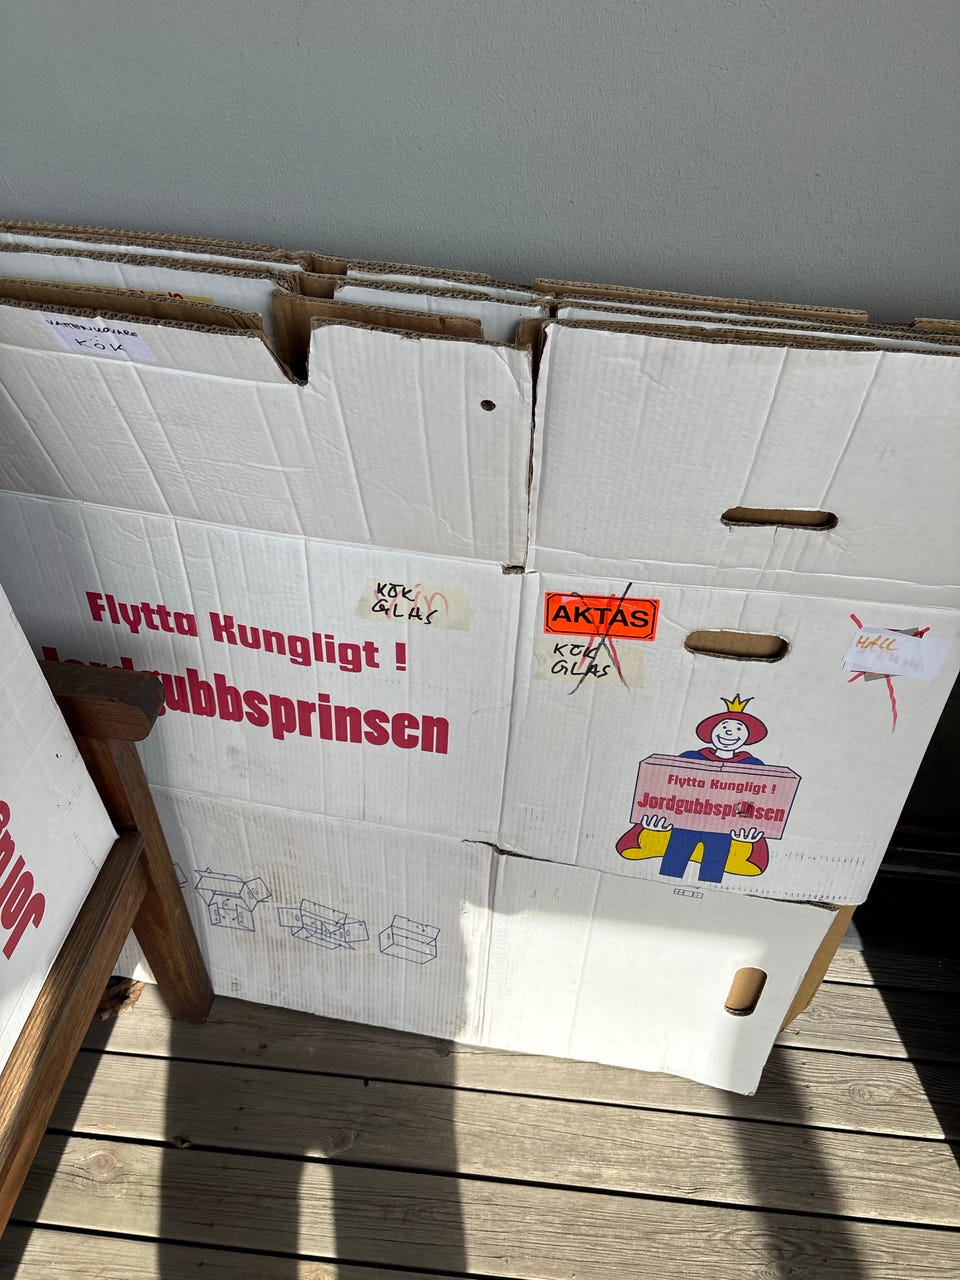 KÖK
KÖK
GLAS
Flytta Kungligt !
Jordgubbsprinsen
AKTAS
KÖK
GLAS
HALL
Flytta Kungligt !
Jordgubbsprinsen